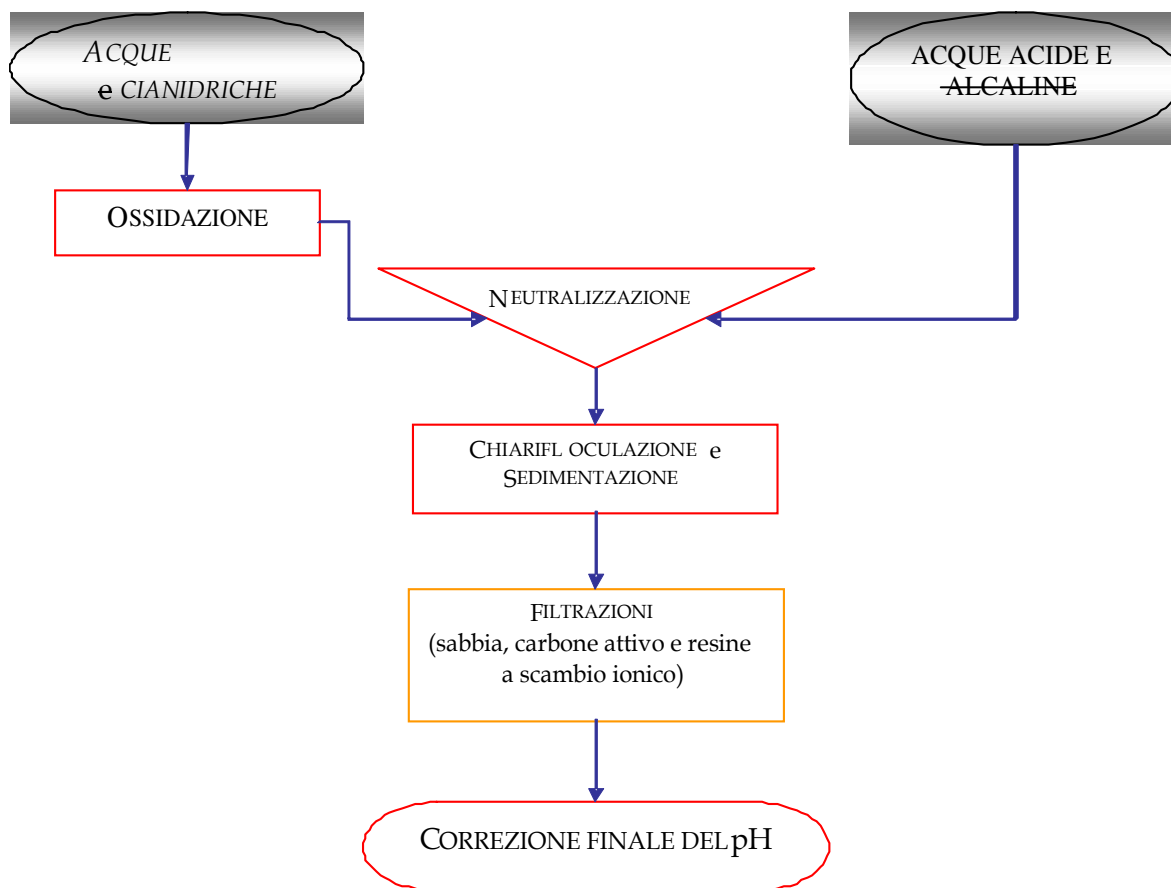 ACQUE
e CIANIDRICHE
ACQUE ACIDE E
ALCALINE
OSSIDAZIONE
NEUTRALIZZAZIONE
CHIARIFL OCULAZIONE e
SEDIMENTAZIONE
FILTRAZIONI
(sabbia, carbone attivo e resine
a scambio ionico)
CORREZIONE FINALE DEL pH